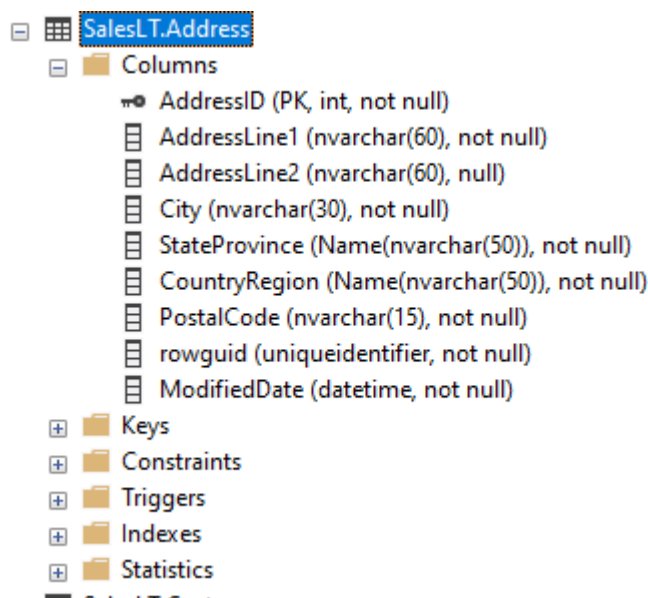 SalesLT.Address
Columns
AddressID (PK, int, not null)
AddressLine1 (nvarchar(60), not null)
AddressLine2 (nvarchar(60), null)
City (nvarchar(30), not null)
StateProvince (Name(nvarchar(50)), not null)
CountryRegion (Name(nvarchar(50)), not null)
PostalCode (nvarchar(15), not null)
rowguid (uniqueidentifier, not null)
ModifiedDate (datetime, not null)
Keys
Constraints
Triggers
Indexes
Statistics